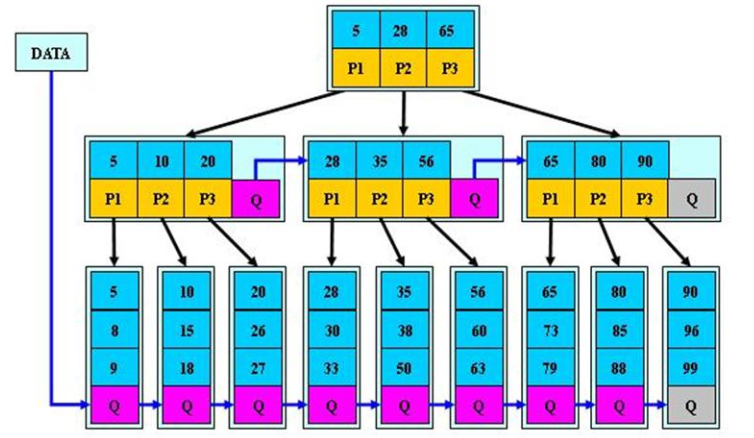 5 28 65
DATA
P1 P2 P3
5 10 20
28 35 56
65 80 90
P1 P2 P3 Q
P1 P2 P3 Q
P1 P2 P3 Q
5 10 20 28 35 56 65 80 90
8 15 26 30 38 60 73 85 96
9 18 27 33 50 63 79 88 99
Q Q Q Q Q Q Q Q Q